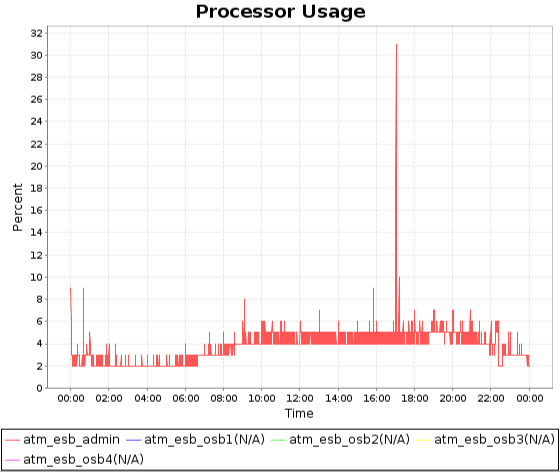 Processor Usage
32
30
28
26
24
22
20
18
16
14
12
10
8
6
4
2
0
Percent
00:00 02:00 04:00 06:00 08:00 10:00 12:00 14:00 16:00 18:00 20:00 22:00 00:00
Time
atm_esb_admin atm_esb_osb1(N/A) atm_esb_osb2(N/A) atm_esb_osb3(N/A)
atm_esb_osb4(N/A)